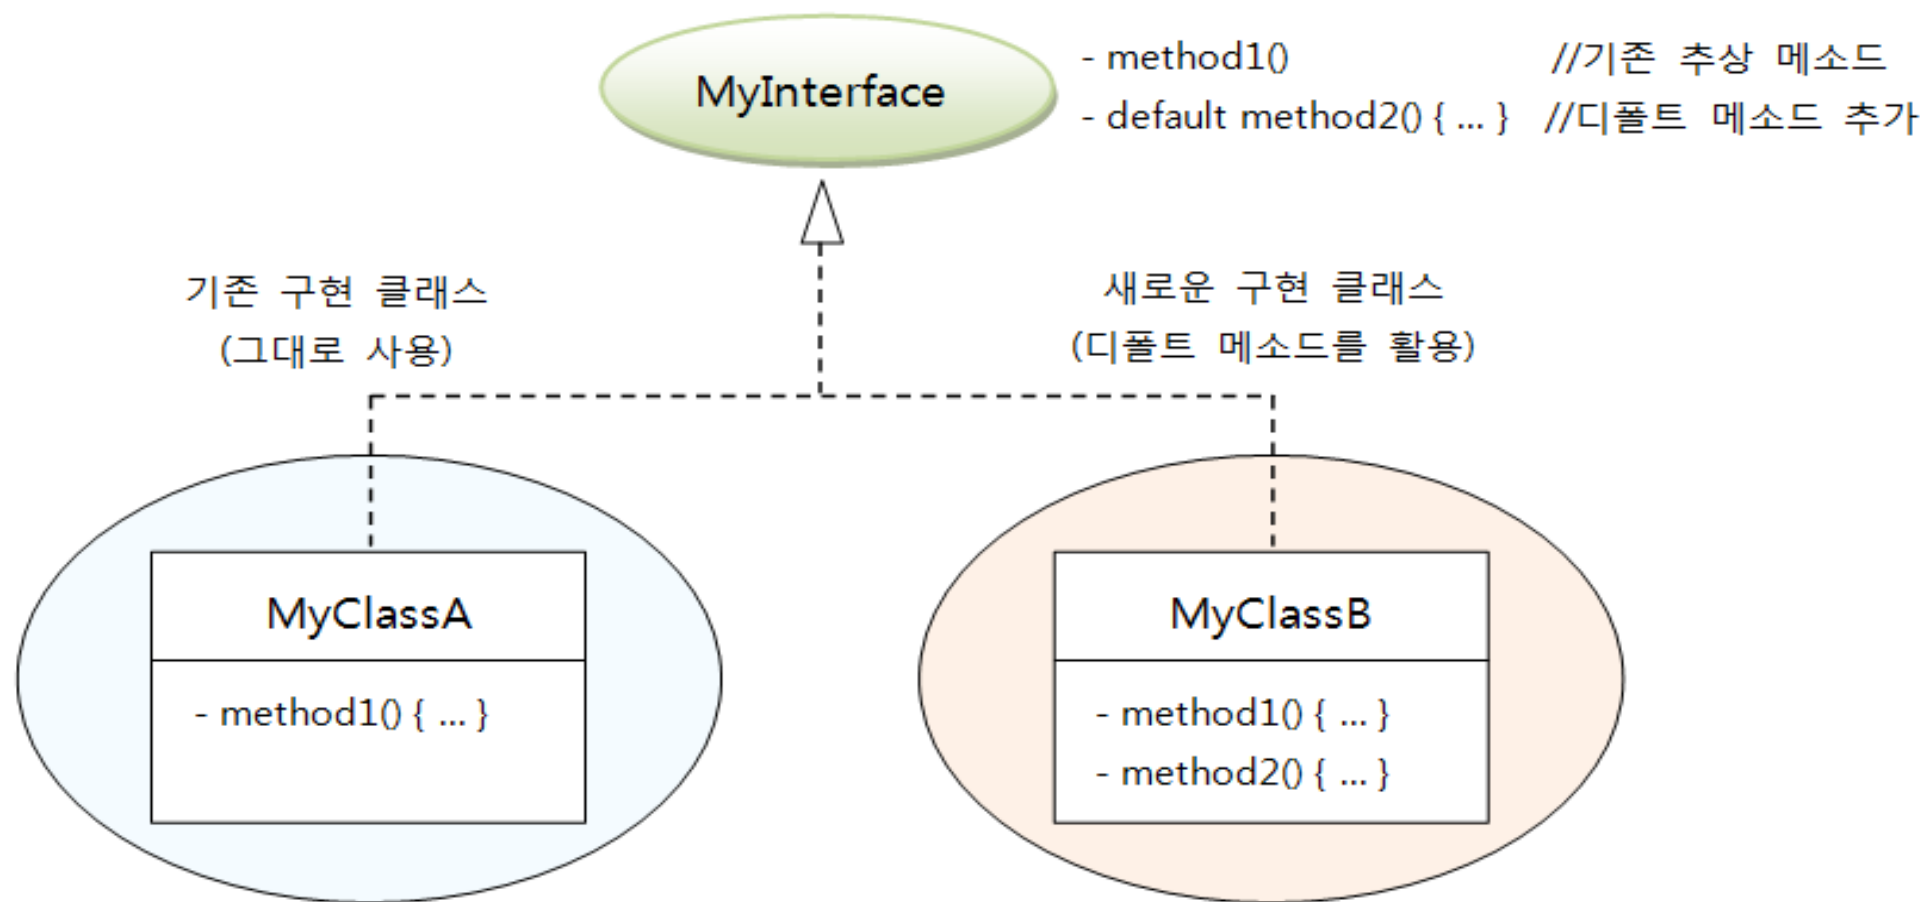 MyInterface
- method1() //기존 추상 메소드
- default method2() { ... } //디폴트 메소드 추가
기존 구현 클래스
(그대로 사용)
새로운 구현 클래스
(디폴트 메소드를 활용)
MyClassA
- method1() { ... }
MyClassB
- method1() { ... }
- method2() { ... }